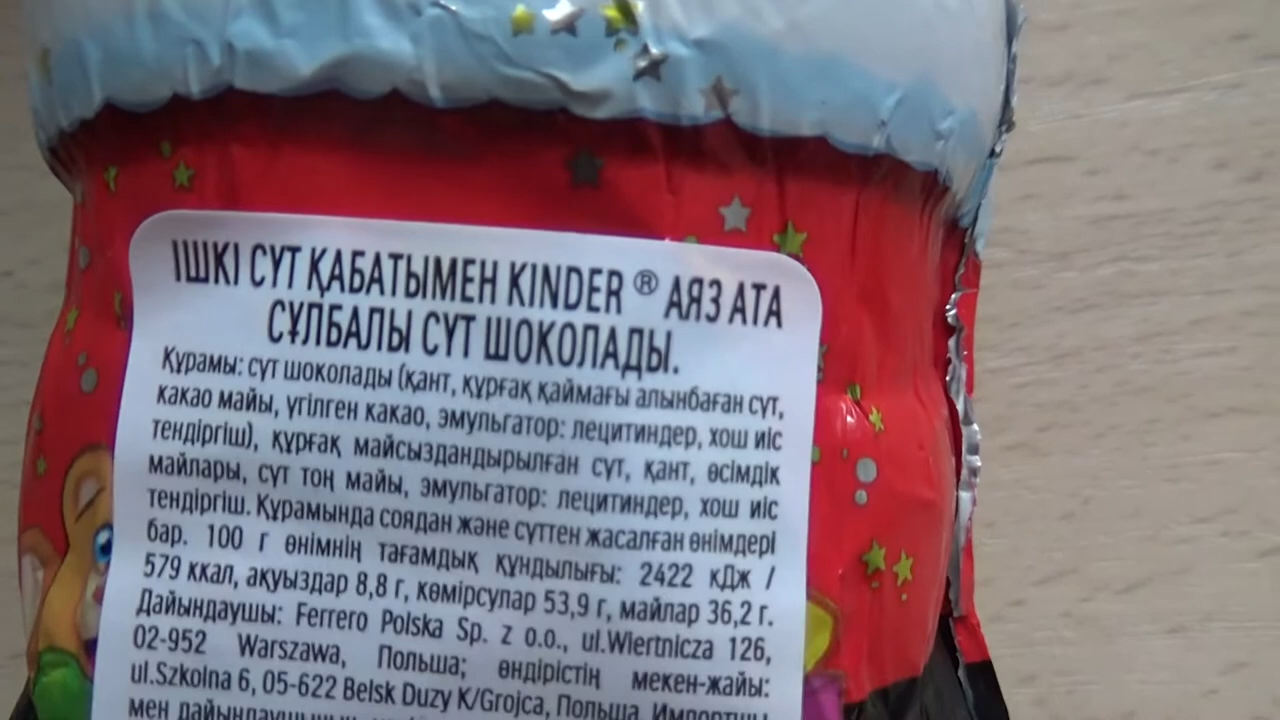 ІШКІ СҮТ ҚАБАТЫМЕН KINDER ® АЯЗ АТА
СҰЛБАЛЫ СҮТ ШОКОЛАДЫ.
Құрамы: сүт шоколады (қант, құрғақ қаймағы алынбаған сүт,
какао майы, үгілген какао, эмульгатор: лецитиндер, хош иіс
тендіргіш), құрғақ майсыздандырылған сүт, қант, өсімдік
майлары, сүт тоң майы, эмульгатор: лецитиндер, хош иіс
тендіргіш. Құрамында соядан және сүттен жасалған өнімдері
бар. 100 г өнімнің тағамдық құндылығы: 2422 кДж /
579 ккал, ақуыздар 8,8 г, көмірсулар 53,9 г, майлар 36,2 г.
Дайындаушы: Ferrero Polska Sp. z o.o., ul.Wiertnicza 126,
02-952 Warszawa, Польша; өндірістің мекен-жайы:
ul.Szkolna 6, 05-622 Belsk Duzy K/Grojca, Польша. Импортшы
мен